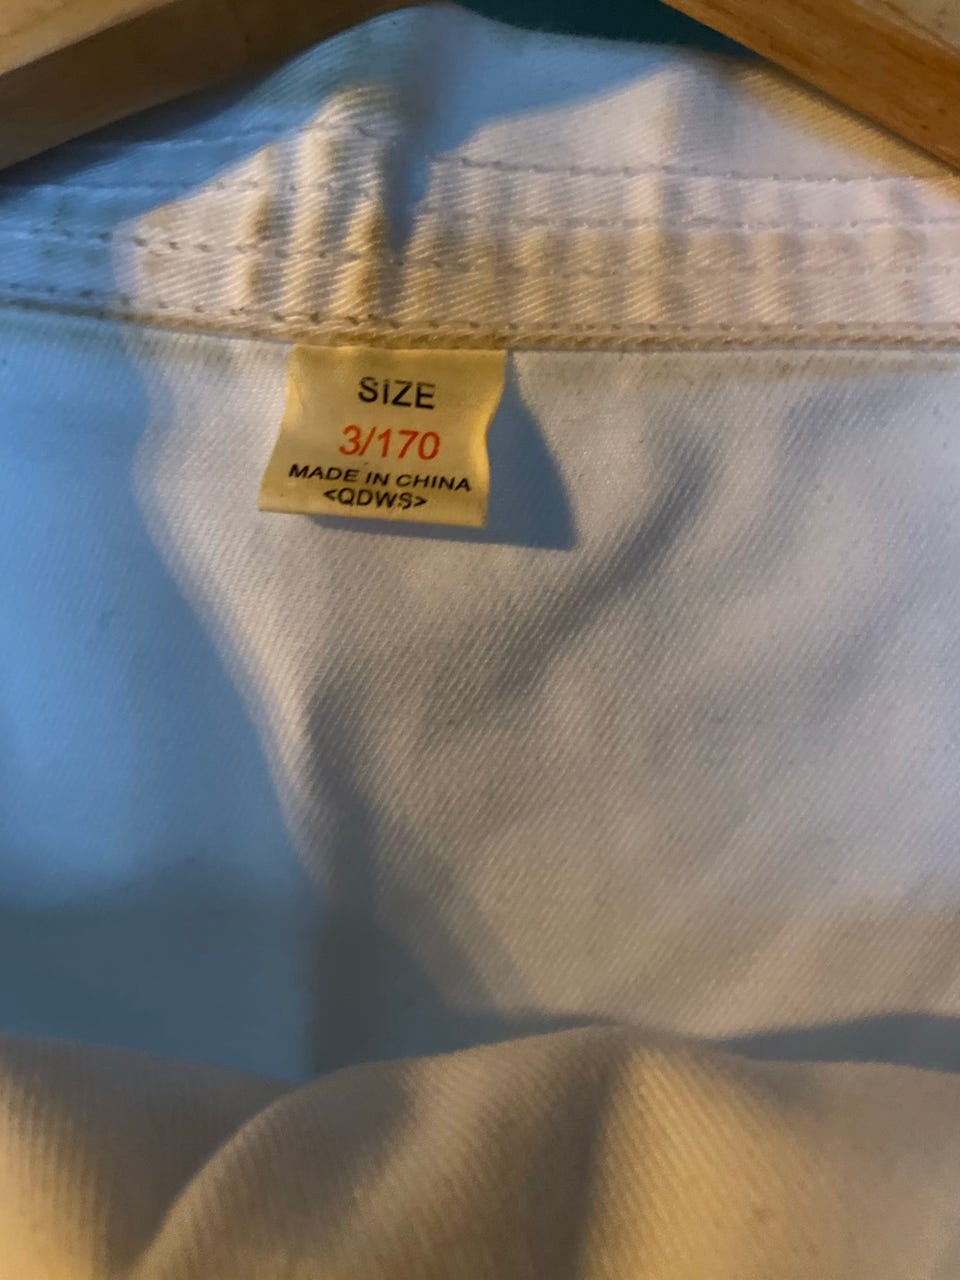 SIZE
3/170
MADE IN CHINA
<QDWS>